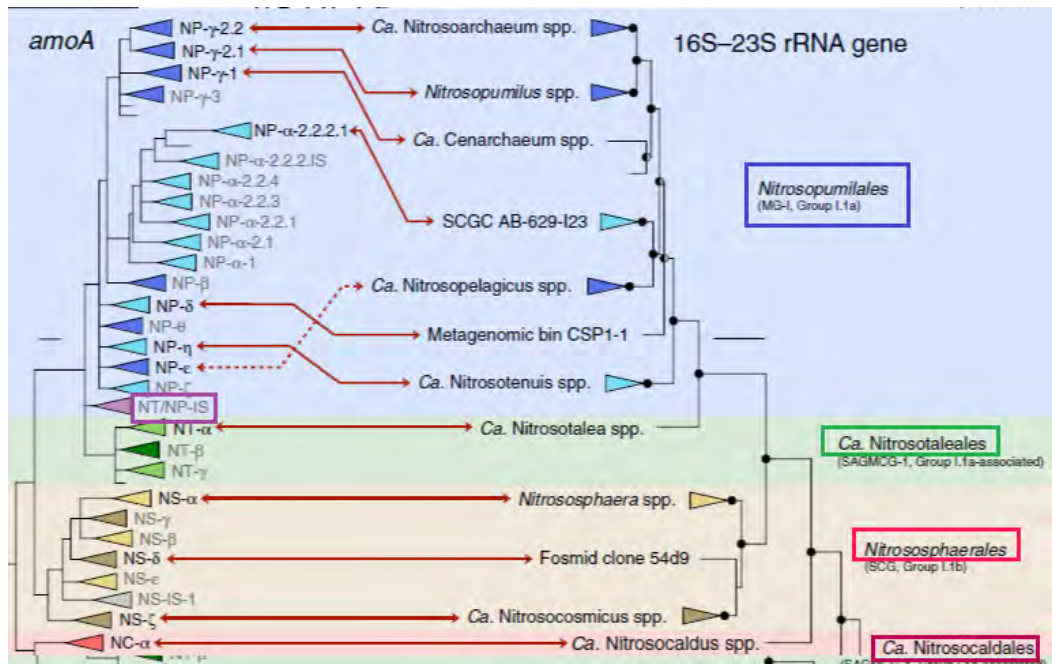 amoA
16S–23S rRNA gene
NP-γ-2.2
Ca. Nitrosoarchaeum spp.
NP-γ-2.1
NP-γ-1
NP-γ-3
Nitrosopumilus spp.
NP-α-2.2.2.1
Ca. Cenarchaeum spp.
NP-α-2.2.2.IS
NP-α-2.2.4
NP-α-2.2.3
NP-α-2.2.1
SCGC AB-629-I23
NP-α-2.1
NP-α-1
NP-β
Ca. Nitrosopelagicus spp.
NP-δ
NP-θ
Metagenomic bin CSP1-1
NP-η
NP-ε
Ca. Nitrosotenuis spp.
NP-ζ
NT/NP-IS
NT-α
Ca. Nitrosotalea spp.
NT-β
NT-γ
NS-α
Nitrososphaera spp.
NS-γ
NS-β
NS-δ
Fosmid clone 54d9
NS-ε
NS-IS-1
NS-ζ
Ca. Nitrosocosmicus spp.
NC-α
Ca. Nitrosocaldus spp.
Nitrosopumilales
(MG-I, Group I.1a)
Ca. Nitrosotaleales
(SAGMCG-1, Group I.1a-associated)
Nitrososphaerales
(SCG, Group I.1b)
Ca. Nitrosocaldales